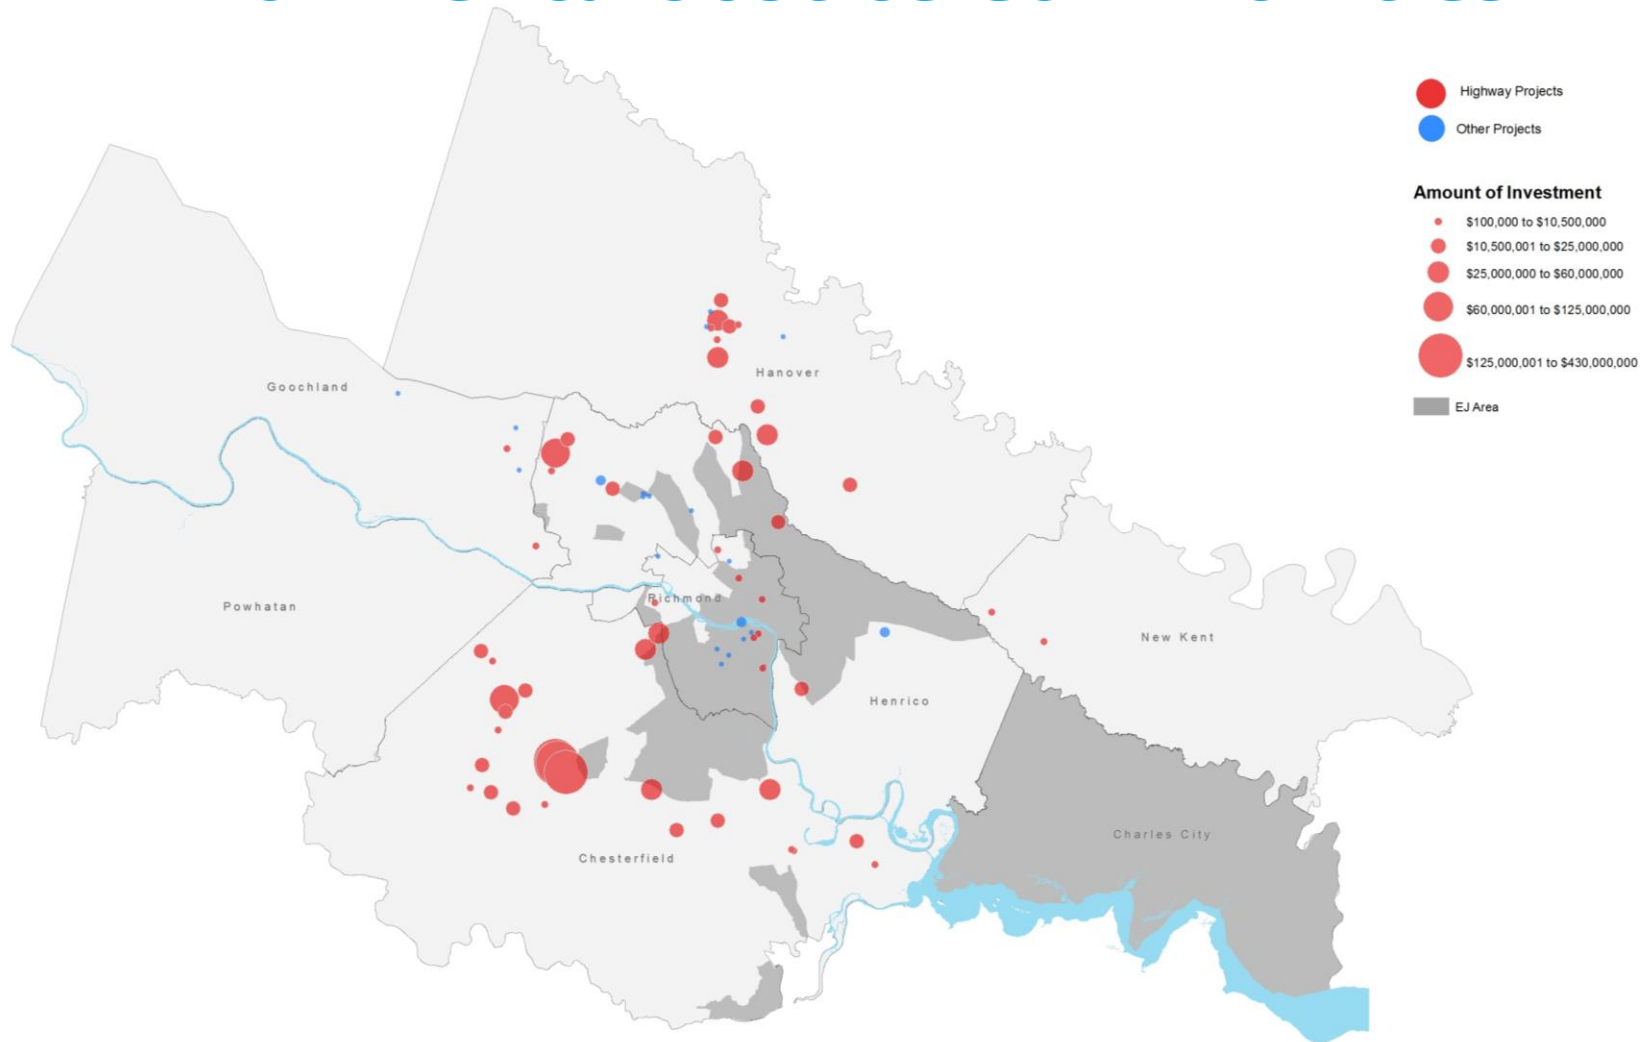 Highway Projects
Other Projects
Amount of Investment
$100,000 to $10,500,000
$10,500,001 to $25,000,000
$25,000,000 to $60,000,000
$60,000,001 to $125,000,000
$125,000,001 to $430,000,000
EJ Area
Goochland
Hanover
Powhatan
Richmond
New Kent
Henrico
Charles City
Chesterfield